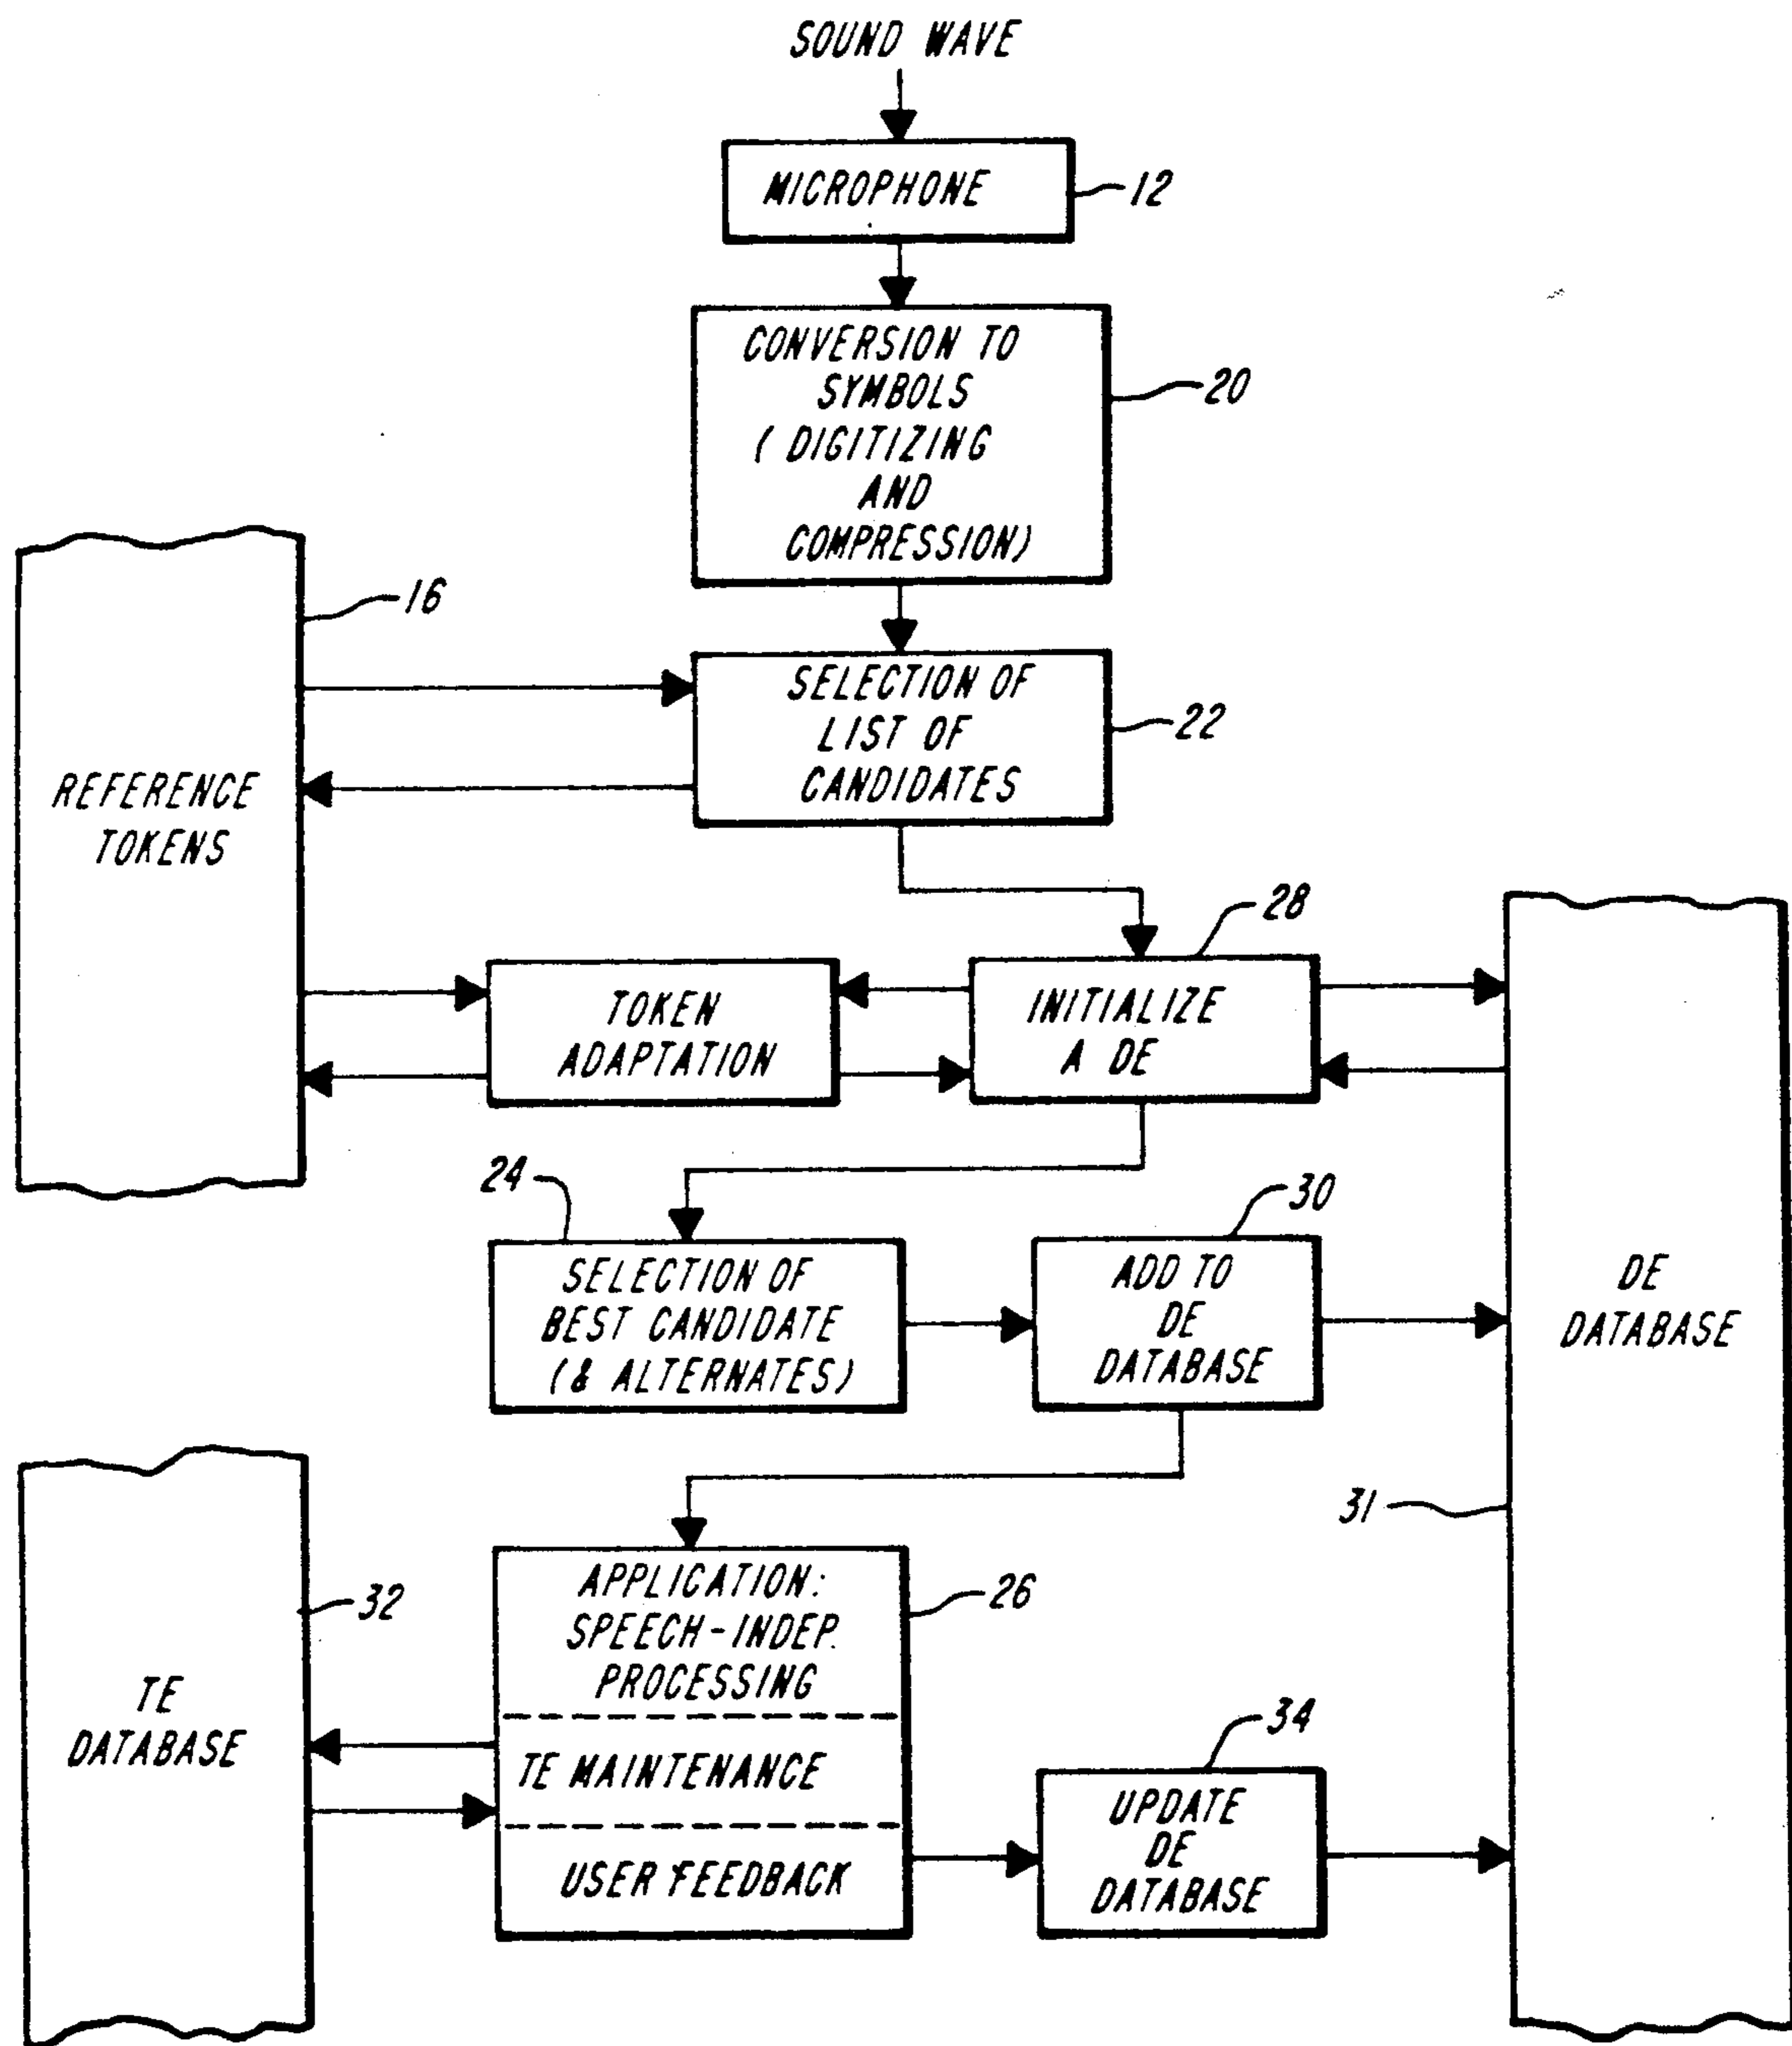 SOUND WAVE
MICROPHONE
12
CONVERSION TO
SYMBOLS
(DIGITIZING
AND
COMPRESSION)
20
16
SELECTION OF
LIST OF
CANDIDATES
22
REFERENCE
TOKENS
28
TOKEN
ADAPTATION
INITIALIZE
A DE
24
SELECTION OF
BEST CANDIDATE
(& ALTERNATES)
30
ADD TO
DE
DATABASE
DE
DATABASE
31
32
TE
DATABASE
APPLICATION:
SPEECH-INDEP.
PROCESSING
TE MAINTENANCE
USER FEEDBACK
26
34
UPDATE
DE
DATABASE